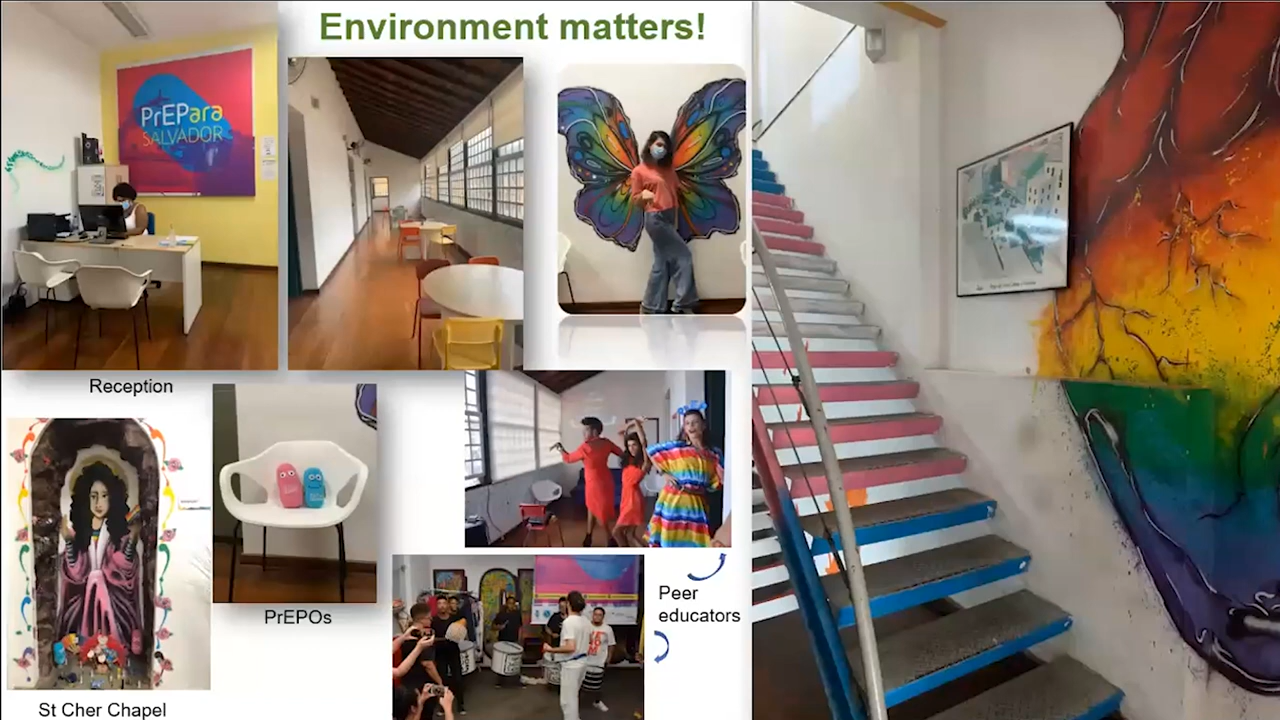 Environment matters!
PrEPara
SALVADOR
Reception
PrEPOs
Peer
educators
St Cher Chapel